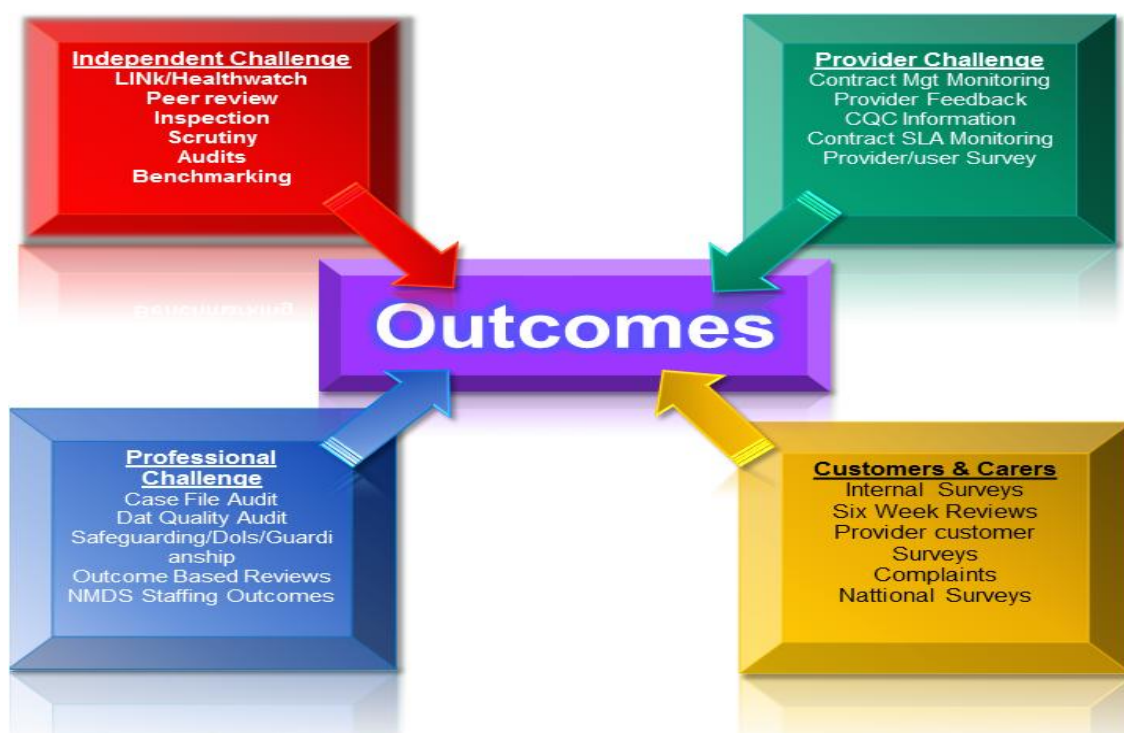 Independent Challenge
LINk/Healthwatch
Peer review
Inspection
Scrutiny
Audits
Benchmarking
Provider Challenge
Contract Mgt Monitoring
Provider Feedback
CQC Information
Contract SLA Monitoring
Provider/user Survey
Outcomes
Professional
Challenge
Case File Audit
Dat Quality Audit
Safeguarding/Dols/Guardi
anship
Outcome Based Reviews
NMDS Staffing Outcomes
Customers & Carers
Internal Surveys
Six Week Reviews
Provider customer
Surveys
Complaints
Nattional Surveys